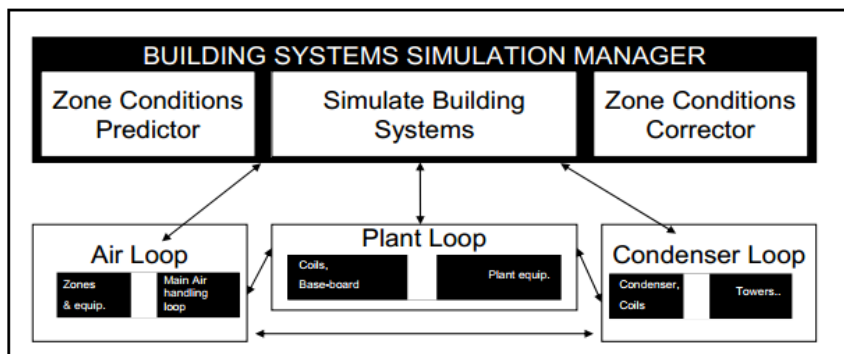 BUILDING SYSTEMS SIMULATION MANAGER
Zone Conditions
Predictor
Simulate Building
Systems
Zone Conditions
Corrector
Air Loop
Zones
& equip.
Main Air
handling
loop
Plant Loop
Coils,
Base-board
Plant equip.
Condenser Loop
Condenser,
Coils
Towers..